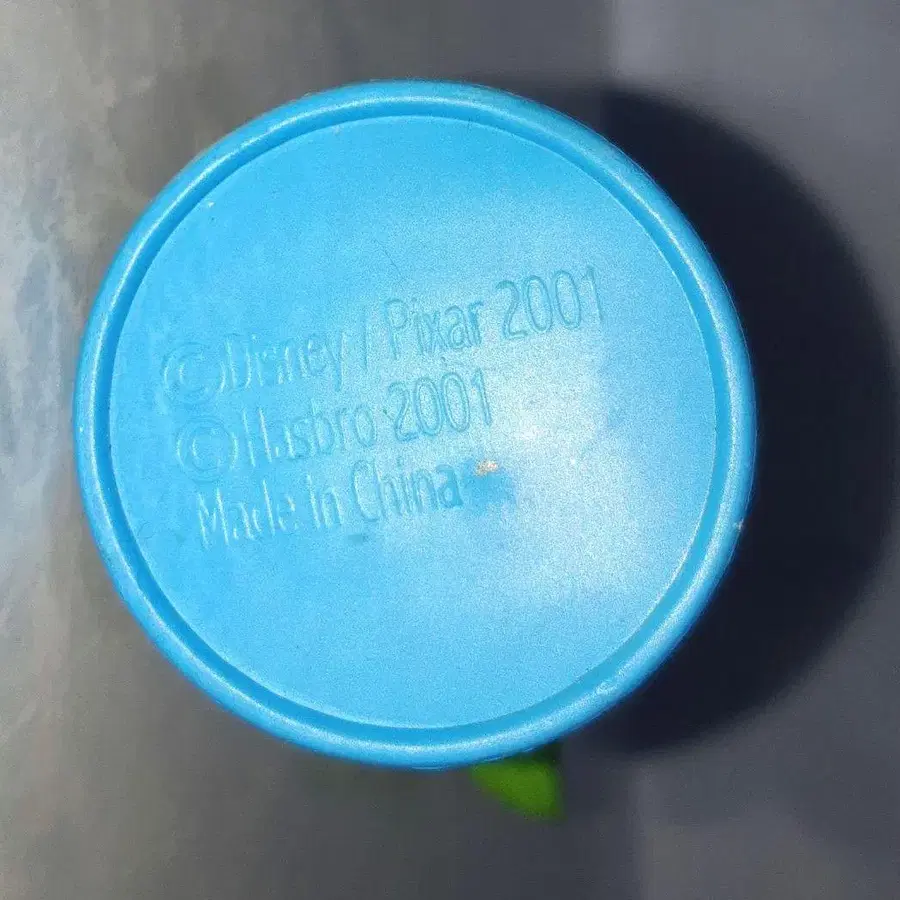 ©Disney / Pixar 2001
©Hasbro 2001
Made in China